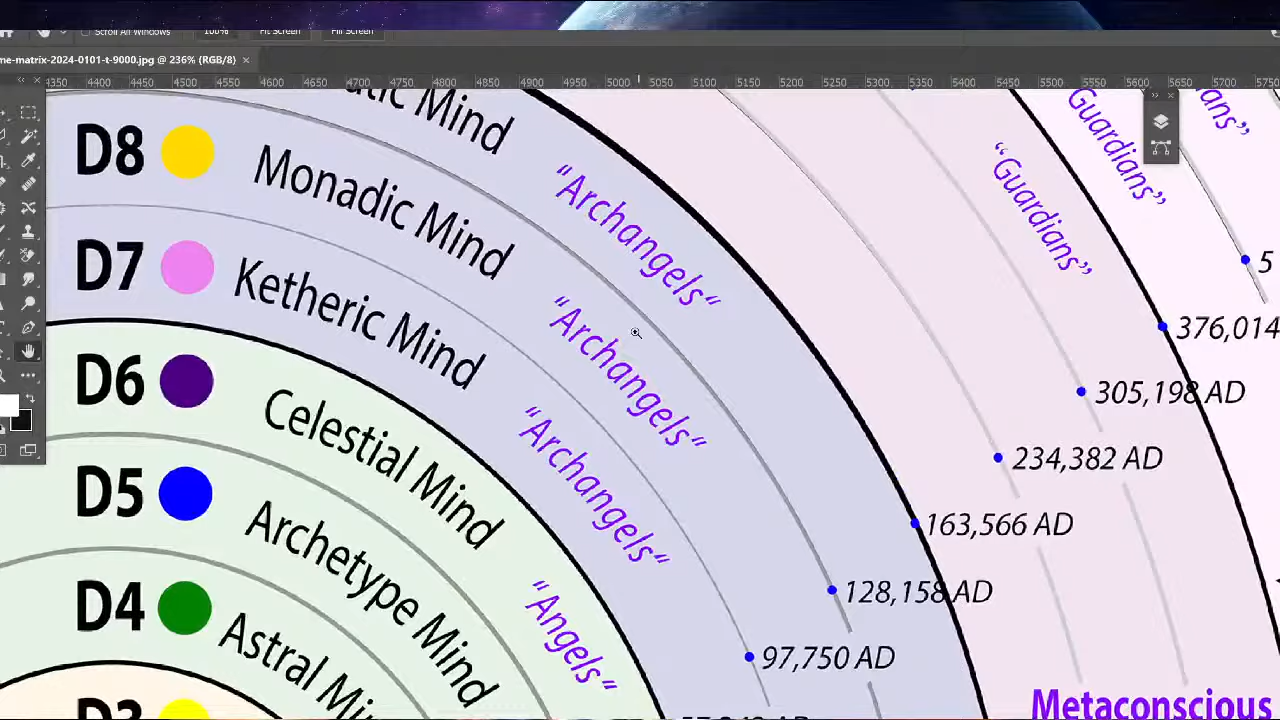 Scroll All Windows 100% Fit Screen Fill Screen
me-matrix-2024-0101-t-9000.jpg @ 236% (RGB/8) ×
4350 4400 4450 4500 4550 4600 4650 4700 4750 4800 4850 4900 4950 5000 5050 5100 5150 5200 5250 5300 5350 5400 5450 5500 5550 5600 5650 5700 5750
Mind
D8 Monadic Mind "Archangels"
D7 Ketheric Mind "Archangels"
D6 Celestial Mind "Archangels"
D5 Archetype Mind "Angels"
D4 Astral
D3
"Guardians"
Guardians"
376,014
305,198 AD
234,382 AD
163,566 AD
128,158 AD
97,750 AD
Metaconscious